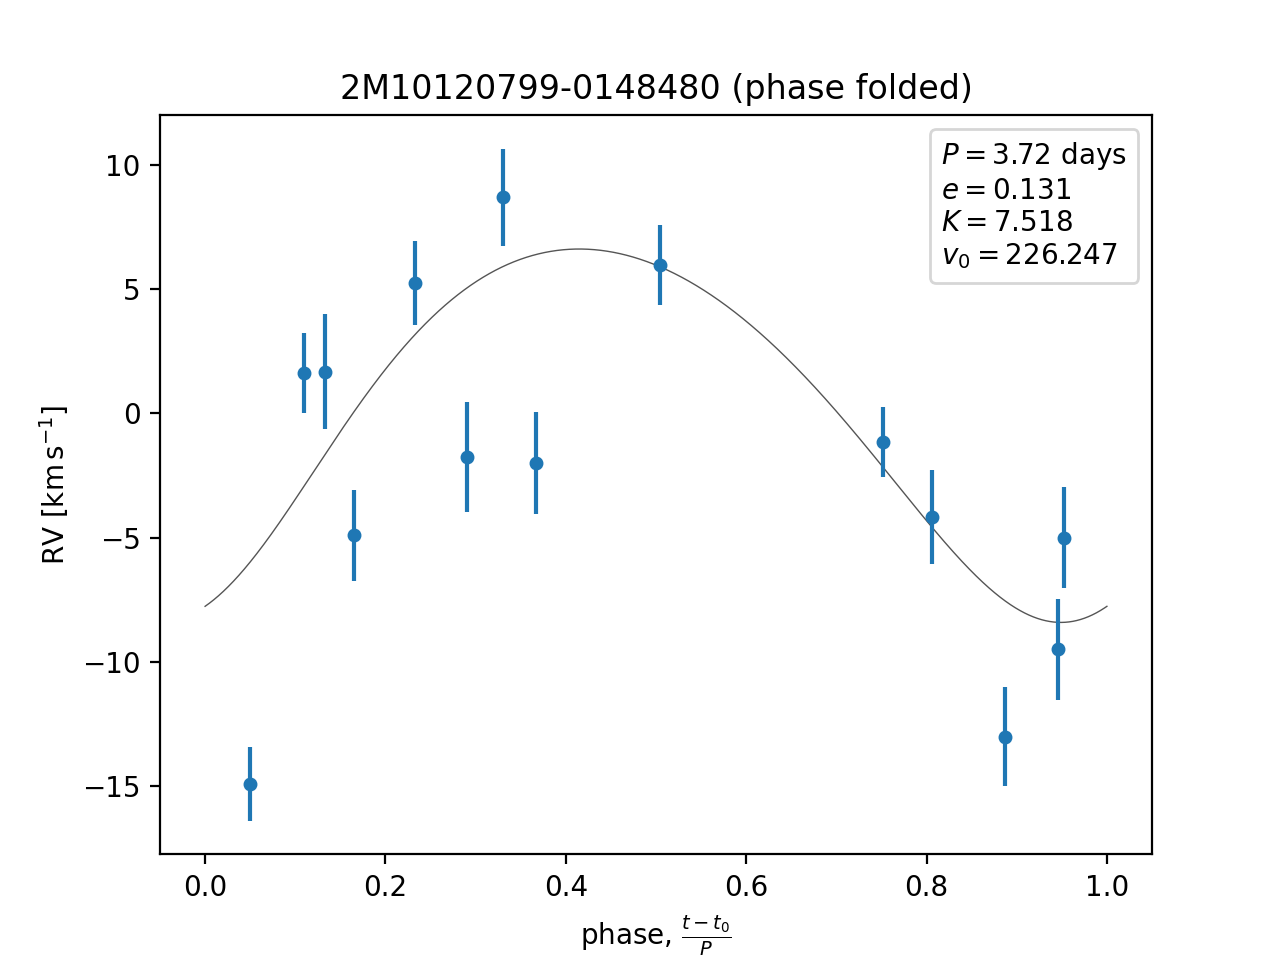 2M10120799-0148480 (phase folded)
P = 3.72 days
e = 0.131
K = 7.518
v₀ = 226.247
10
5
0
−5
−10
−15
RV [km s⁻¹]
0.0 0.2 0.4 0.6 0.8 1.0
phase, (t − t₀)/P